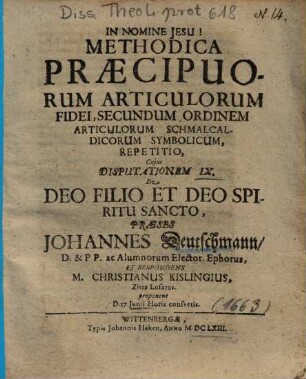 Diss. Theol. prot 618
N. 14.
IN NOMINE JESU!
METHODICA
PRÆCIPUO-
RUM ARTICULORUM
FIDEI, SECUNDUM ORDINEM
ARTICULORUM SCHMALCAL-
DICORUM SYMBOLICUM,
REPETITIO,
Cujus
DISPUTATIONEM IX.
De
DEO FILIO ET DEO SPI-
RITU SANCTO,
PRÆSES
JOHANNES Deutschmann/
D. & P P. ac Alumnorum Elector. Ephorus,
ET RESPONDENS
M. CHRISTIANUS KISLINGIUS,
Ziza Lusatus.
proponent
D. 17 Junii Horis consuetis.
(1663)
WITTENBERGÆ,
Typis Johannis Haken, Anno M DC LXIII.